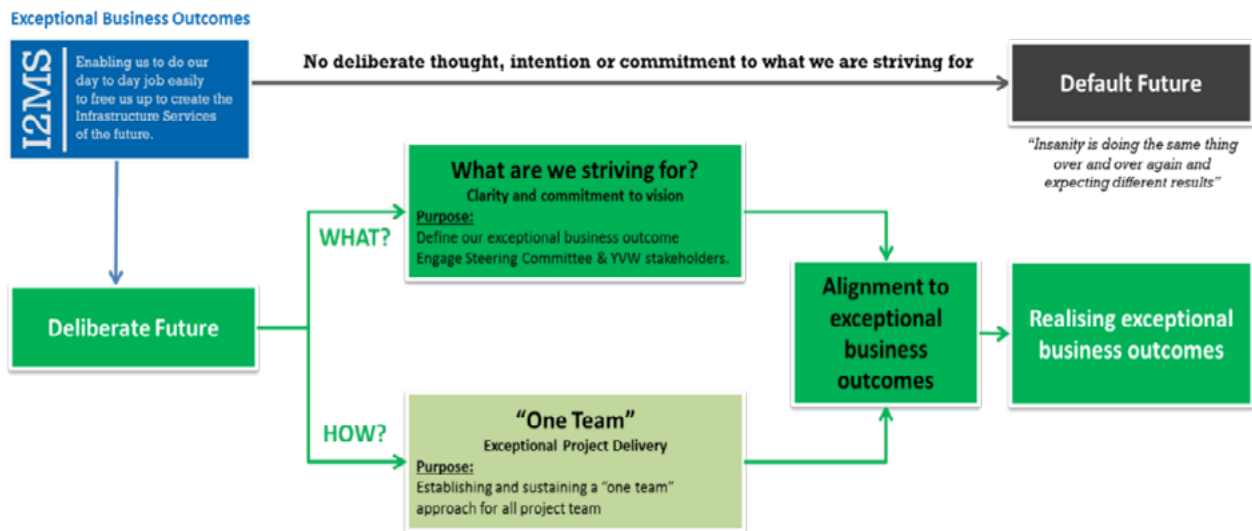 Exceptional Business Outcomes
I2MS
Enabling us to do our
day to day job easily
to free us up to create the
Infrastructure Services
of the future.
No deliberate thought, intention or commitment to what we are striving for
Default Future
"Insanity is doing the same thing
over and over again and
expecting different results"
What are we striving for?
Clarity and commitment to vision
Purpose:
Define our exceptional business outcome
Engage Steering Committee & YVW stakeholders.
WHAT?
Deliberate Future
Alignment to
exceptional
business
outcomes
Realising exceptional
business outcomes
HOW?
"One Team"
Exceptional Project Delivery
Purpose:
Establishing and sustaining a "one team"
approach for all project team